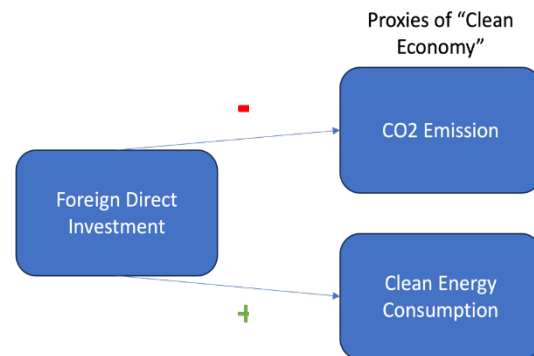 Proxies of “Clean
Economy”
-
CO2 Emission
Foreign Direct
Investment
Clean Energy
Consumption
+